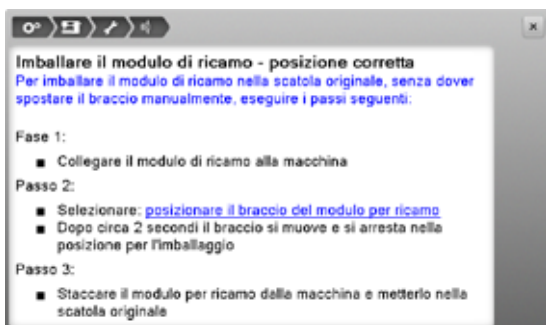 Imballare il modulo di ricamo - posizione corretta
Per imballare il modulo di ricamo nella scatola originale, senza dover
spostare il braccio manualmente, eseguire i passi seguenti:
Fase 1:
■ Collegare il modulo di ricamo alla macchina
Passo 2:
■ Selezionare: posizionare il braccio del modulo per ricamo
■ Dopo circa 2 secondi il braccio si muove e si arresta nella
posizione per l'imballaggio
Passo 3:
■ Staccare il modulo per ricamo dalla macchina e metterlo nella
scatola originale